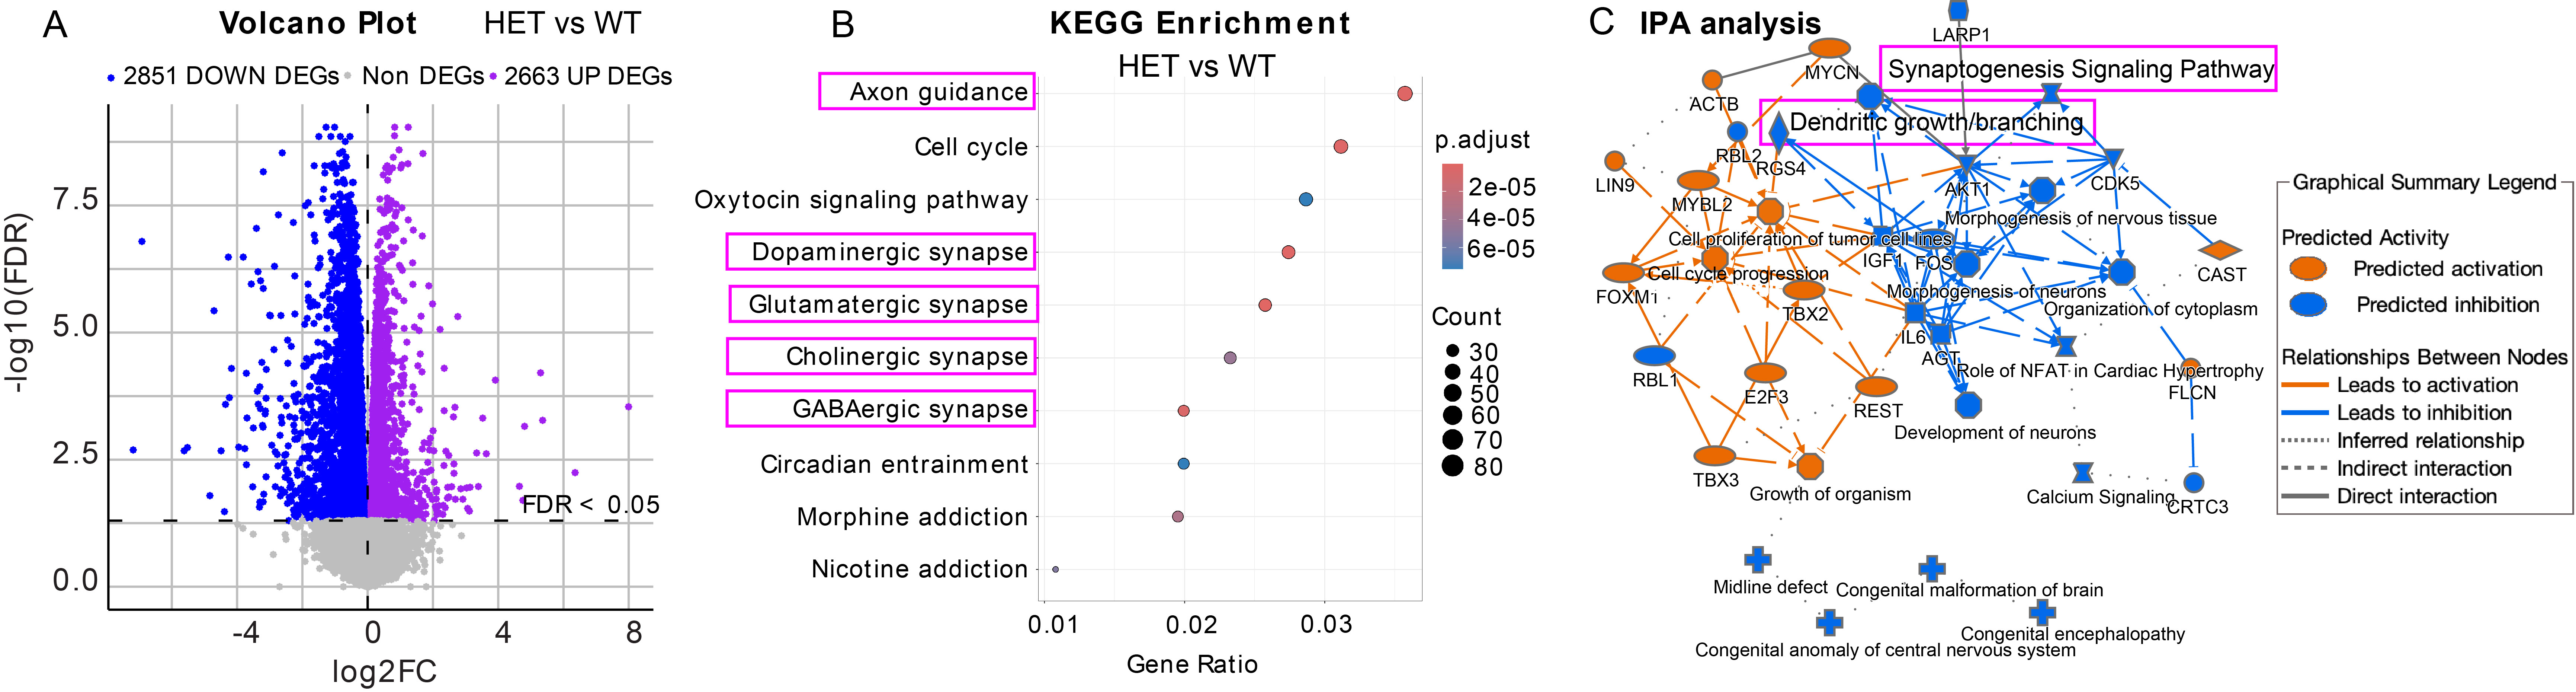 A
Volcano Plot
HET vs WT
2851 DOWN DEGs
Non DEGs
2663 UP DEGs
-log10(FDR)
7.5
5.0
2.5
0.0
FDR < 0.05
-4
0
4
8
log2FC
B
KEGG Enrichment
HET vs WT
Axon guidance
Cell cycle
Oxytocin signaling pathway
Dopaminergic synapse
Glutamatergic synapse
Cholinergic synapse
GABAergic synapse
Circadian entrainment
Morphine addiction
Nicotine addiction
0.01
0.02
0.03
Gene Ratio
p.adjust
2e-05
4e-05
6e-05
Count
30
40
50
60
70
80
C
IPA analysis
LARP1
MYCN
Synaptogenesis Signaling Pathway
ACTB
Dendritic growth/branching
RBL2
RGS4
LIN9
AKT1
CDK5
MYBL2
Morphogenesis of nervous tissue
Cell proliferation of tumor cell lines
IGF1
FOS
CAST
Cell cycle progression
FOXM1
Morphogenesis of neurons
TBX2
Organization of cytoplasm
IL6
AGT
RBL1
Role of NFAT in Cardiac Hypertrophy
E2F3
REST
FLCN
Development of neurons
TBX3
Growth of organism
Calcium Signaling
CRTC3
Midline defect
Congenital malformation of brain
Congenital encephalopathy
Congenital anomaly of central nervous system
Graphical Summary Legend
Predicted Activity
Predicted activation
Predicted inhibition
Relationships Between Nodes
Leads to activation
Leads to inhibition
Inferred relationship
Indirect interaction
Direct interaction